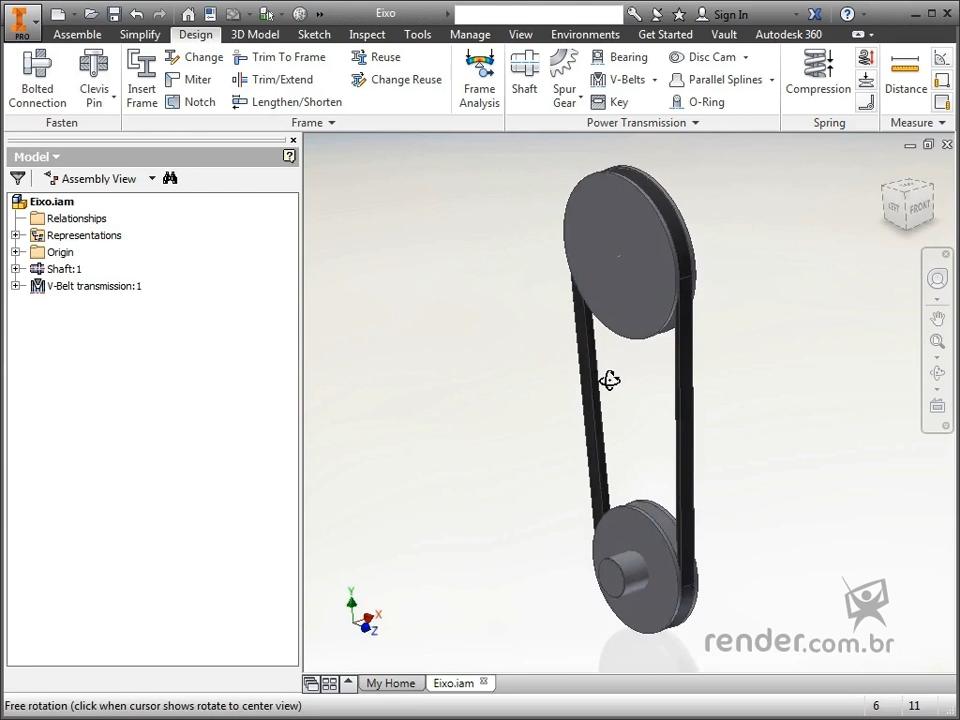 PRO
Eixo
Sign In
Assemble Simplify Design 3D Model Sketch Inspect Tools Manage View Environments Get Started Vault Autodesk 360
Bolted Connection
Clevis Pin
Fasten
Insert Frame
Change
Miter
Notch
Trim To Frame
Trim/Extend
Lengthen/Shorten
Reuse
Change Reuse
Frame
Frame Analysis
Shaft
Spur Gear
Bearing
V-Belts
Key
Disc Cam
Parallel Splines
O-Ring
Power Transmission
Compression
Spring
Distance
Measure
Model
Assembly View
Eixo.iam
Relationships
Representations
Origin
Shaft:1
V-Belt transmission:1
LEFT
FRONT
Y
X
Z
render.com.br
My Home
Eixo.iam
Free rotation (click when cursor shows rotate to center view)
6
11